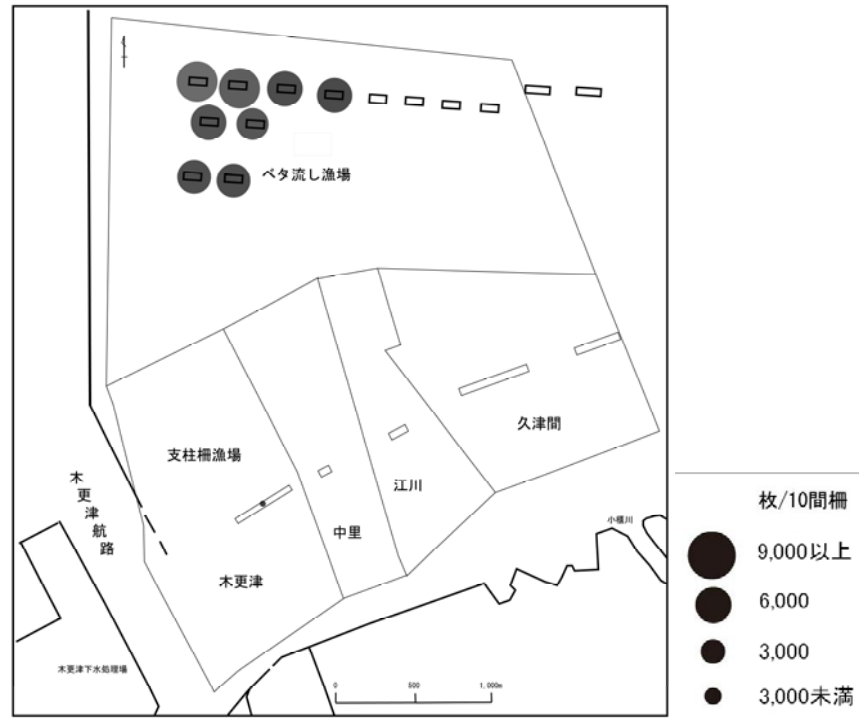 ベタ流し漁場
久津間
支柱柵漁場
江川
木更津航路
中里
小櫃川
木更津
木更津下水処理場
0 500 1,000m
枚/10間柵
9,000以上
6,000
3,000
3,000未満